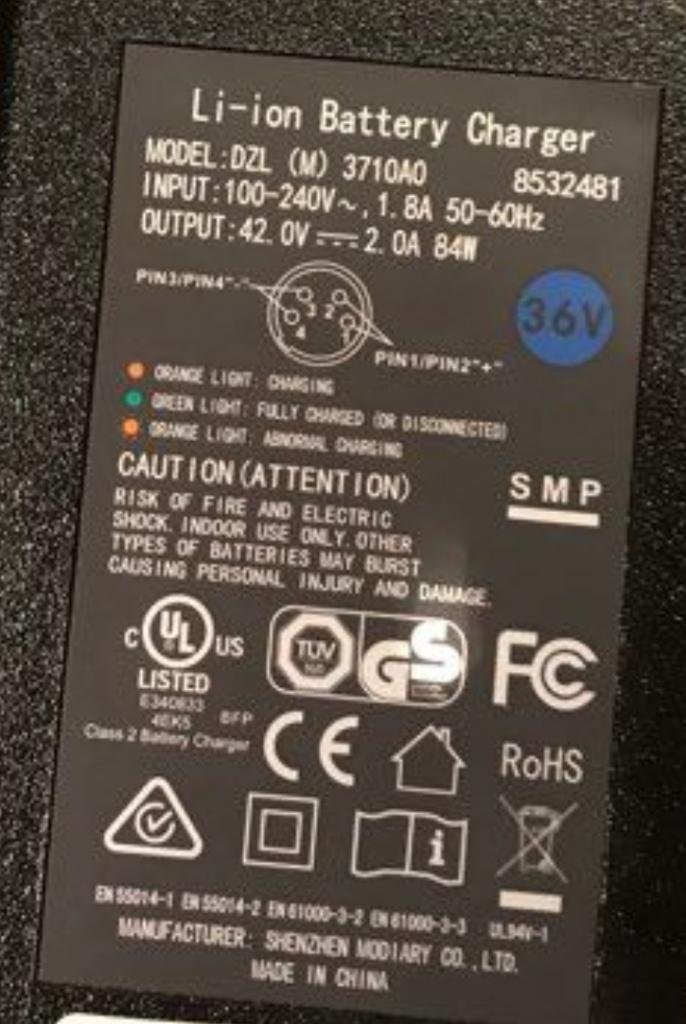 Li-ion Battery Charger
MODEL:DZL (M) 3710A0 8532481
INPUT:100-240V~,1.8A 50-60Hz
OUTPUT:42.0V⎓2.0A 84W
PIN3/PIN4"-"
3 2
4 1
36V
PIN1/PIN2"+"
ORANGE LIGHT: CHARGING
GREEN LIGHT: FULLY CHARGED (OR DISCONNECTED)
ORANGE LIGHT: ABNORMAL CHARGING
CAUTION(ATTENTION)
SMP
RISK OF FIRE AND ELECTRIC
SHOCK. INDOOR USE ONLY. OTHER
TYPES OF BATTERIES MAY BURST
CAUSING PERSONAL INJURY AND DAMAGE.
C UL US
LISTED
TÜV
GS
FC
E340833
4EK5 BFP
Class 2 Battery Charger
CE
RoHS
i
EN 55014-1 EN 55014-2 EN 61000-3-2 EN 61000-3-3 UL94V-1
MANUFACTURER: SHENZHEN MODIARY CO.,LTD.
MADE IN CHINA